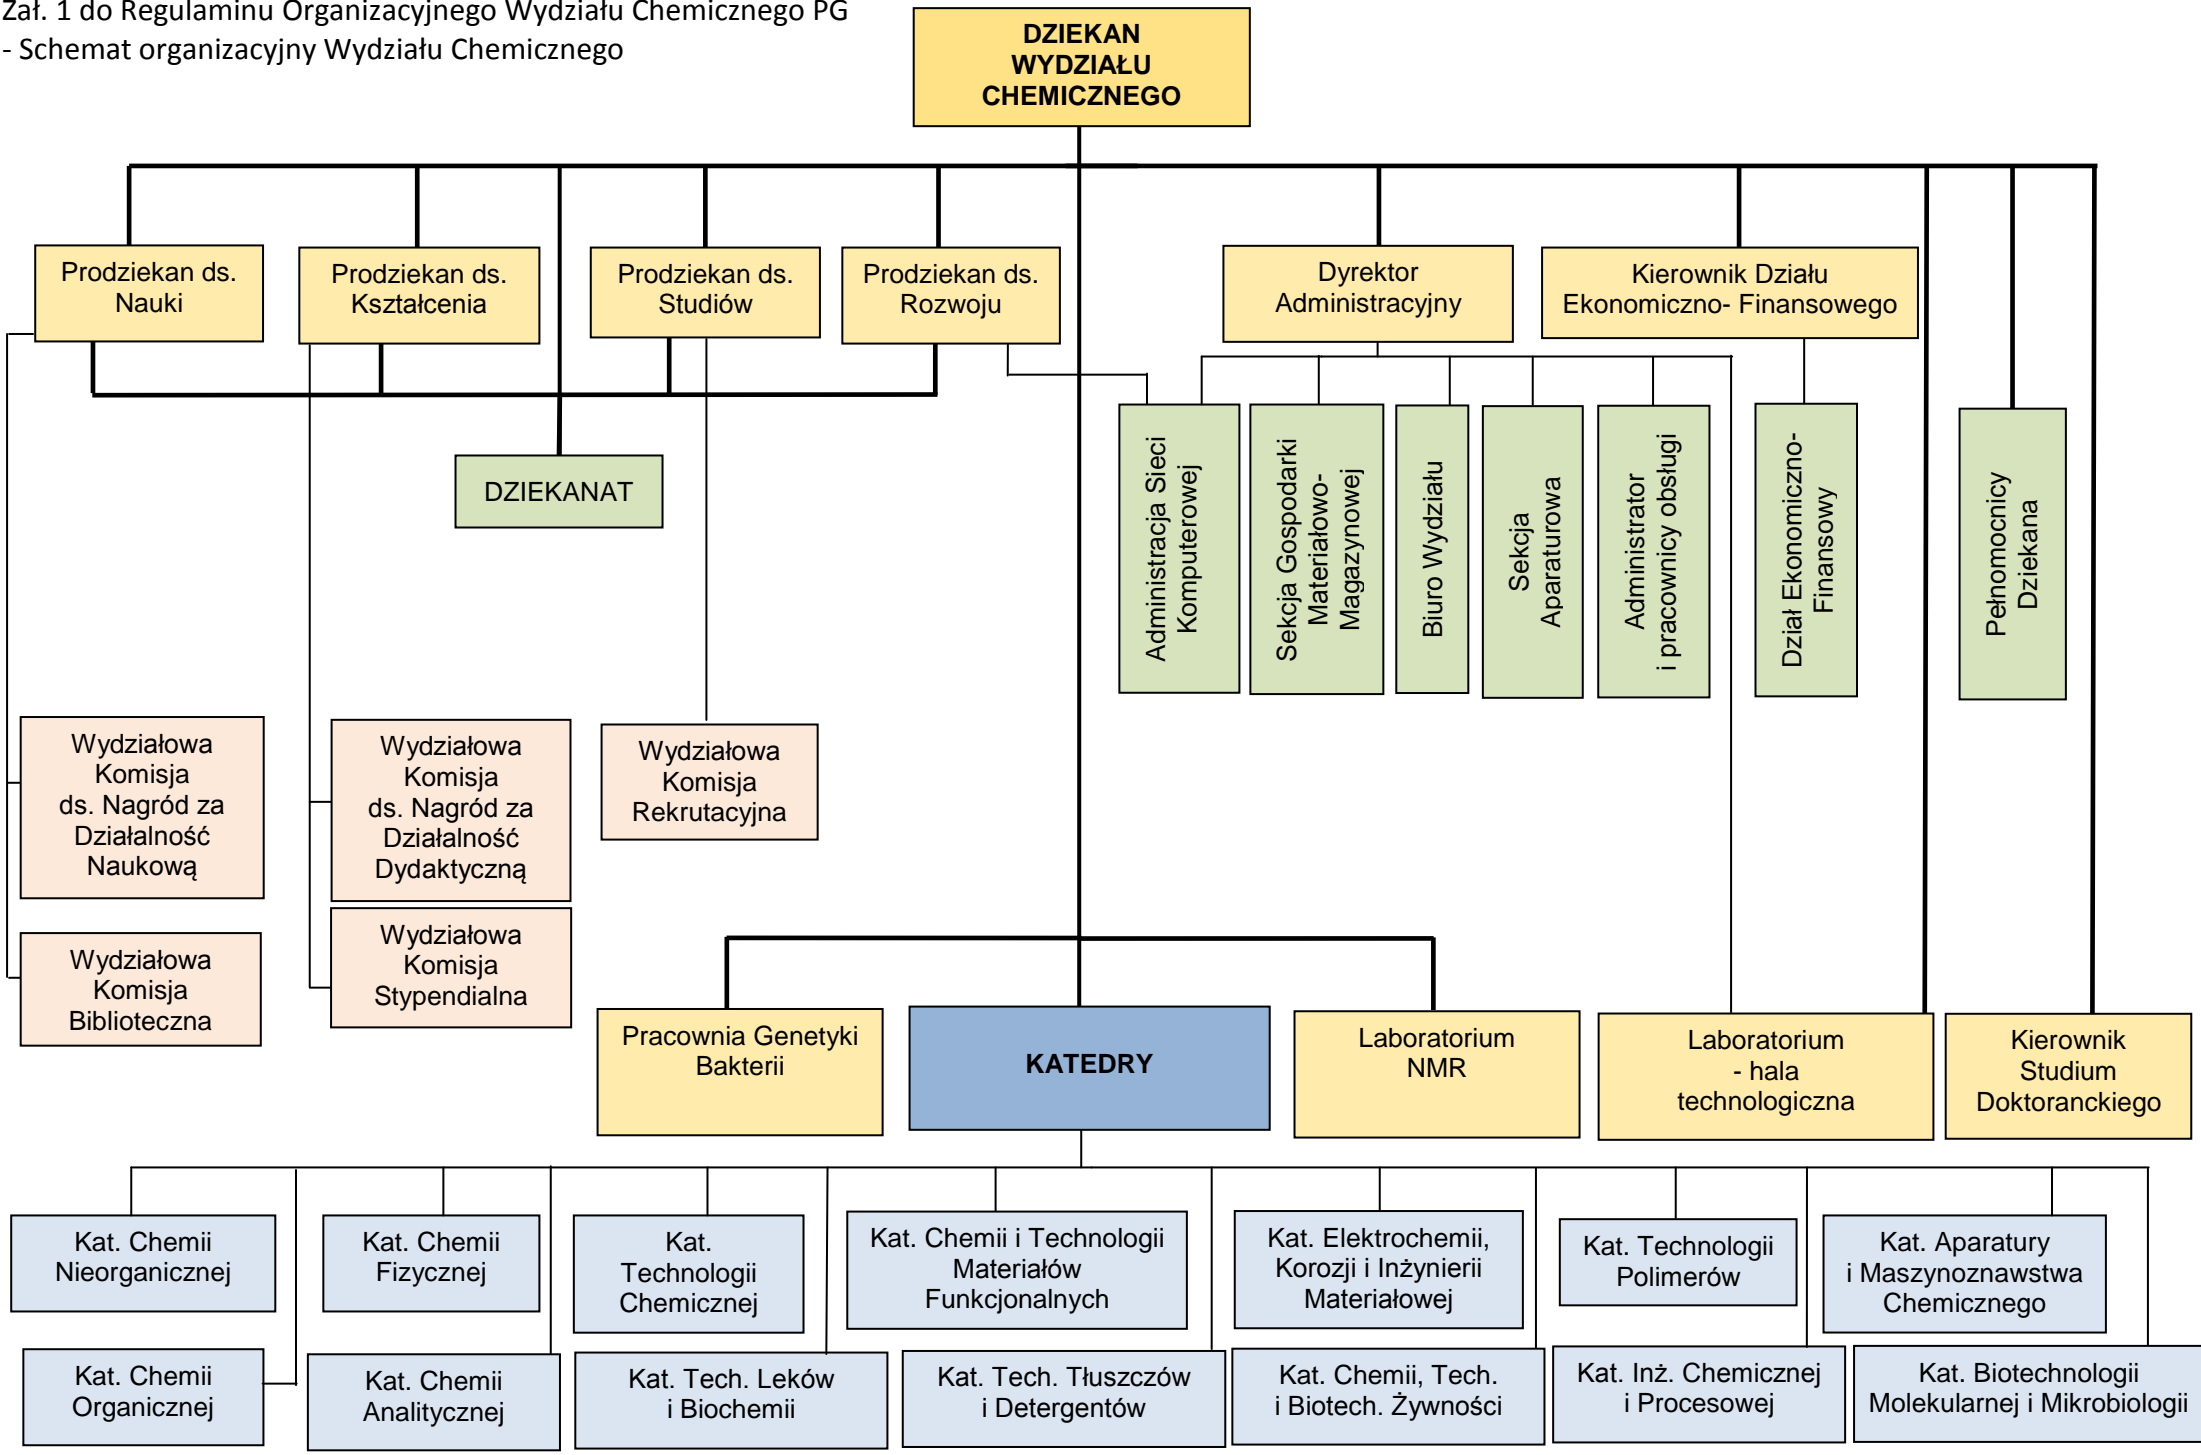 Zał. 1 do Regulaminu Organizacyjnego Wydziału Chemicznego PG
- Schemat organizacyjny Wydziału Chemicznego
DZIEKAN
WYDZIAŁU
CHEMICZNEGO
Prodziekan ds.
Nauki
Prodziekan ds.
Kształcenia
Prodziekan ds.
Studiów
Prodziekan ds.
Rozwoju
Dyrektor
Administracyjny
Kierownik Działu
Ekonomiczno- Finansowego
DZIEKANAT
Administracja Sieci
Komputerowej
Sekcja Gospodarki
Materiałowo-
Magazynowej
Biuro Wydziału
Sekcja
Aparaturowa
Administrator
i pracownicy obsługi
Dział Ekonomiczno-
Finansowy
Pełnomocnicy
Dziekana
Wydziałowa
Komisja
ds. Nagród za
Działalność
Naukową
Wydziałowa
Komisja
ds. Nagród za
Działalność
Dydaktyczną
Wydziałowa
Komisja
Rekrutacyjna
Wydziałowa
Komisja
Biblioteczna
Wydziałowa
Komisja
Stypendialna
Pracownia Genetyki
Bakterii
KATEDRY
Laboratorium
NMR
Laboratorium
- hala
technologiczna
Kierownik
Studium
Doktoranckiego
Kat. Chemii
Nieorganicznej
Kat. Chemii
Fizycznej
Kat.
Technologii
Chemicznej
Kat. Chemii i Technologii
Materiałów
Funkcjonalnych
Kat. Elektrochemii,
Korozji i Inżynierii
Materiałowej
Kat. Technologii
Polimerów
Kat. Aparatury
i Maszynoznawstwa
Chemicznego
Kat. Chemii
Organicznej
Kat. Chemii
Analitycznej
Kat. Tech. Leków
i Biochemii
Kat. Tech. Tłuszczów
i Detergentów
Kat. Chemii, Tech.
i Biotech. Żywności
Kat. Inż. Chemicznej
i Procesowej
Kat. Biotechnologii
Molekularnej i Mikrobiologii